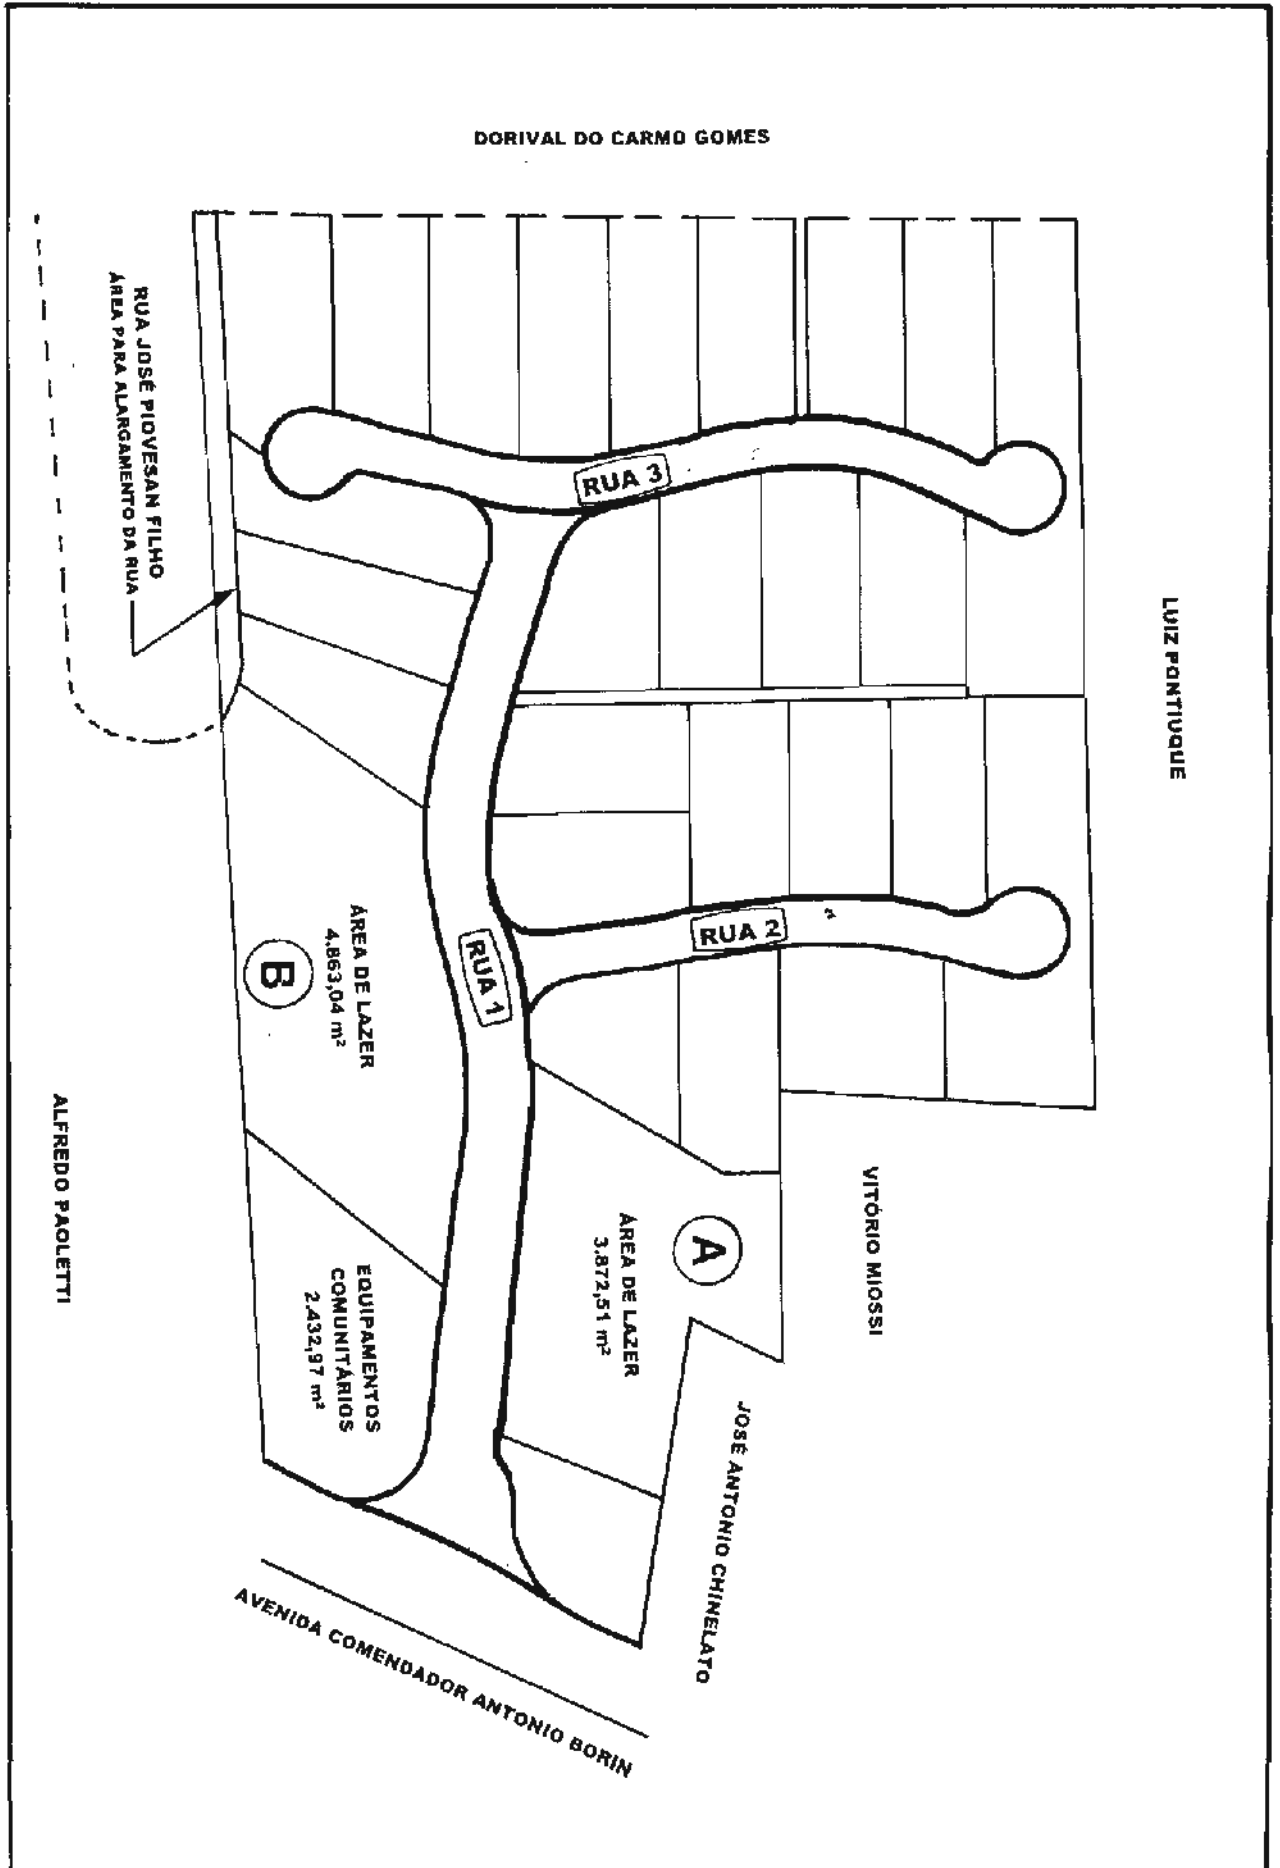 DORIVAL DO CARMO GOMES
RUA JOSÉ PIOVESAN FILHO
ÁREA PARA ALARGAMENTO DA RUA
RUA 3
LUIZ PONTIUQUE
RUA 2
RUA 1
ÁREA DE LAZER
4.863,04 m²
B
ALFREDO PAOLETTI
VITÓRIO MIOSSI
A
ÁREA DE LAZER
3.872,51 m²
EQUIPAMENTOS
COMUNITÁRIOS
2.432,97 m²
JOSÉ ANTONIO CHINELATO
AVENIDA COMENDADOR ANTONIO BORIN